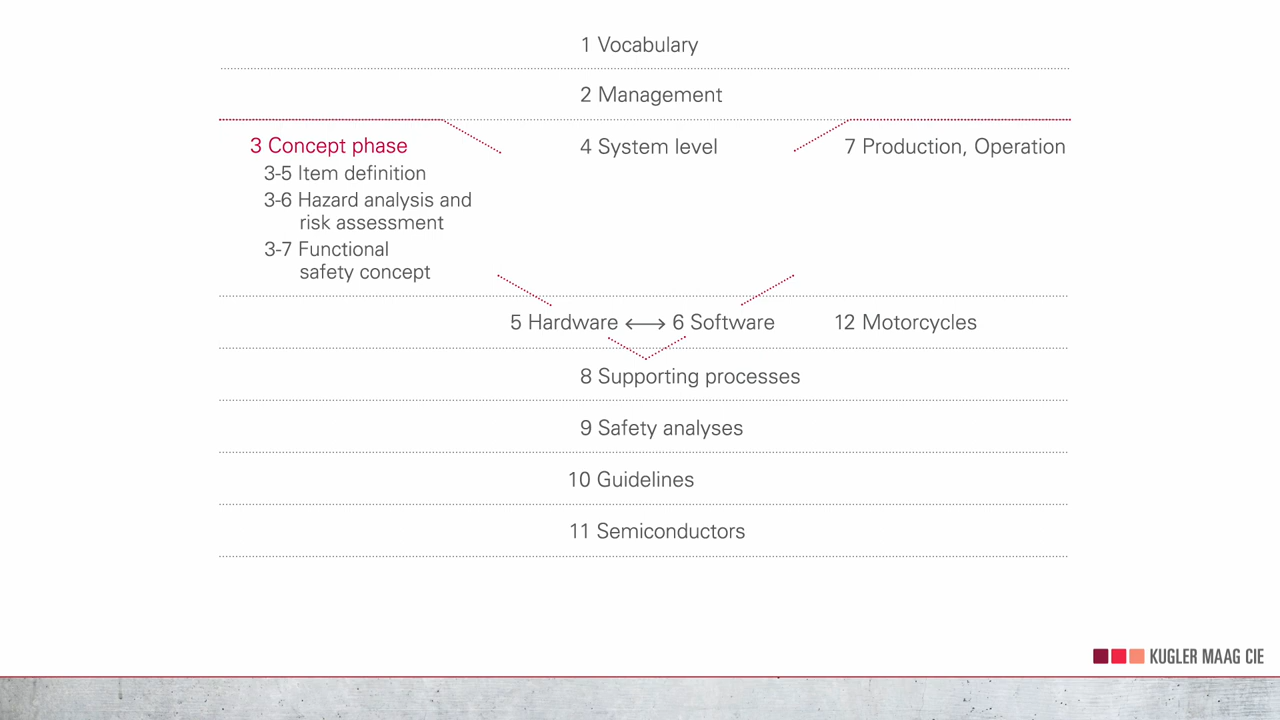 1 Vocabulary
2 Management
3 Concept phase
3-5 Item definition
3-6 Hazard analysis and
risk assessment
3-7 Functional
safety concept
4 System level
7 Production, Operation
5 Hardware ⟷ 6 Software
12 Motorcycles
8 Supporting processes
9 Safety analyses
10 Guidelines
11 Semiconductors
KUGLER MAAG CIE